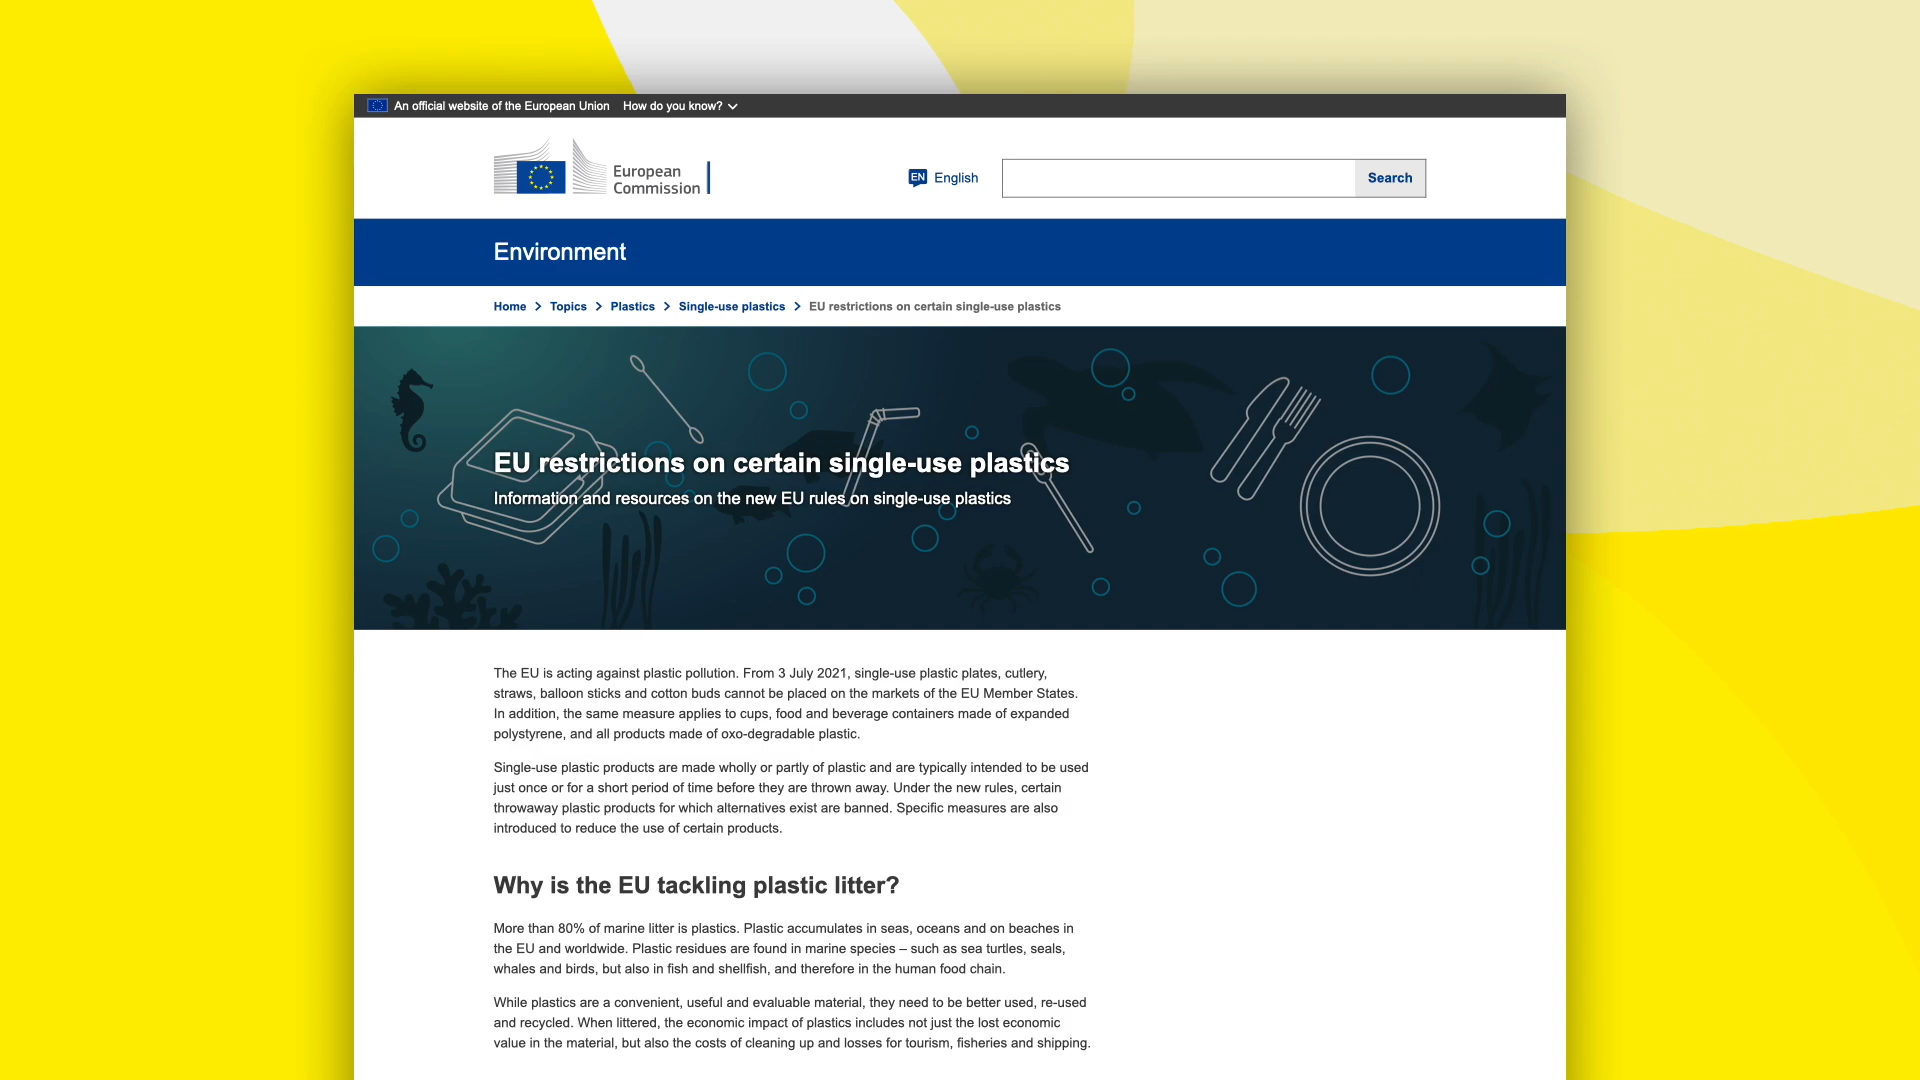 An official website of the European Union How do you know?
European
Commission
EN English
Search
Environment
Home > Topics > Plastics > Single-use plastics > EU restrictions on certain single-use plastics
EU restrictions on certain single-use plastics
Information and resources on the new EU rules on single-use plastics
The EU is acting against plastic pollution. From 3 July 2021, single-use plastic plates, cutlery,
straws, balloon sticks and cotton buds cannot be placed on the markets of the EU Member States.
In addition, the same measure applies to cups, food and beverage containers made of expanded
polystyrene, and all products made of oxo-degradable plastic.
Single-use plastic products are made wholly or partly of plastic and are typically intended to be used
just once or for a short period of time before they are thrown away. Under the new rules, certain
throwaway plastic products for which alternatives exist are banned. Specific measures are also
introduced to reduce the use of certain products.
Why is the EU tackling plastic litter?
More than 80% of marine litter is plastics. Plastic accumulates in seas, oceans and on beaches in
the EU and worldwide. Plastic residues are found in marine species – such as sea turtles, seals,
whales and birds, but also in fish and shellfish, and therefore in the human food chain.
While plastics are a convenient, useful and evaluable material, they need to be better used, re-used
and recycled. When littered, the economic impact of plastics includes not just the lost economic
value in the material, but also the costs of cleaning up and losses for tourism, fisheries and shipping.